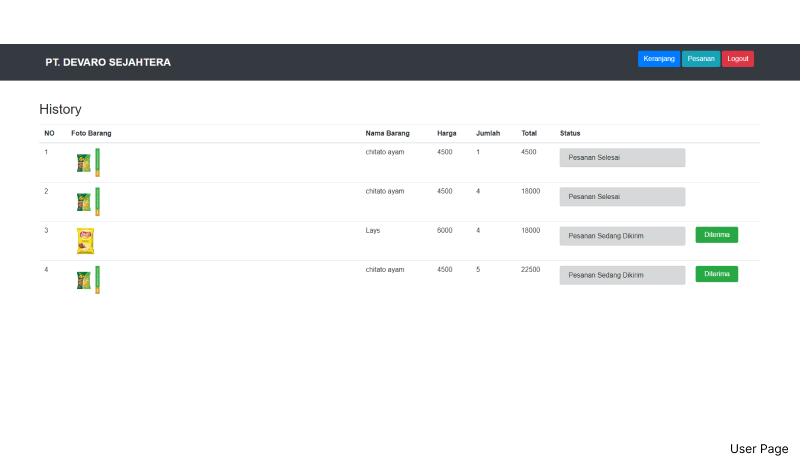 PT. DEVARO SEJAHTERA
Keranjang Pesanan Logout
History
NO Foto Barang Nama Barang Harga Jumlah Total Status
1 chitato ayam 4500 1 4500 Pesanan Selesai
2 chitato ayam 4500 4 18000 Pesanan Selesai
3 Lays 6000 4 18000 Pesanan Sedang Dikirim Diterima
4 chitato ayam 4500 5 22500 Pesanan Sedang Dikirim Diterima
User Page